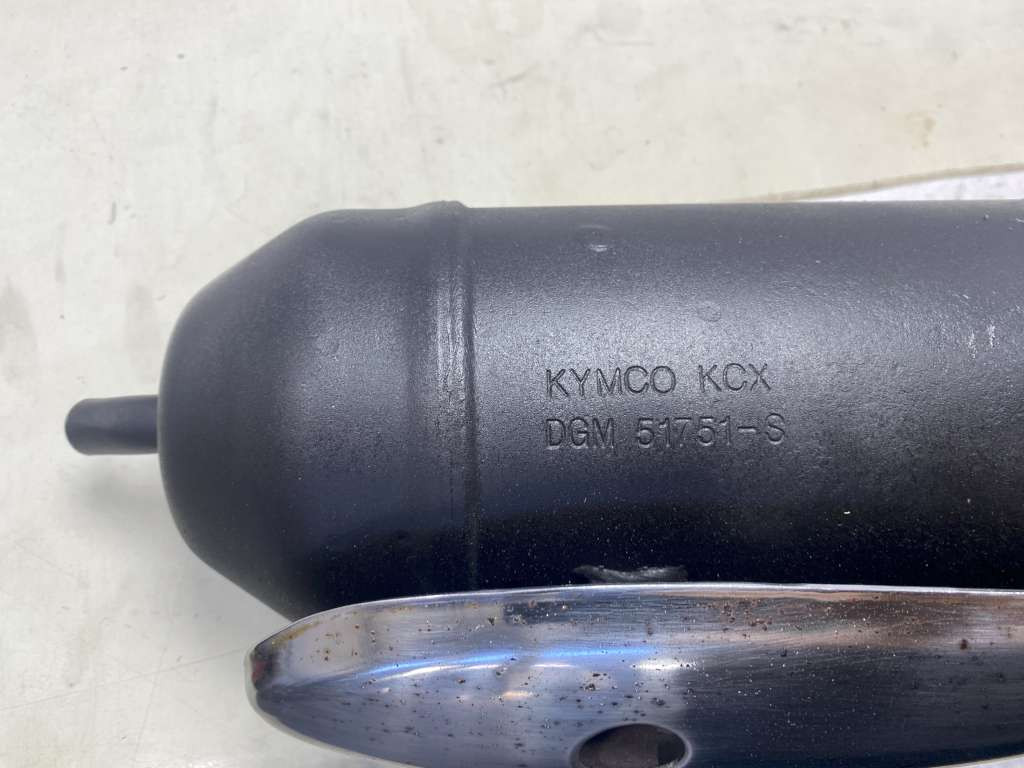 KYMCO KCX
DGM 51751-S